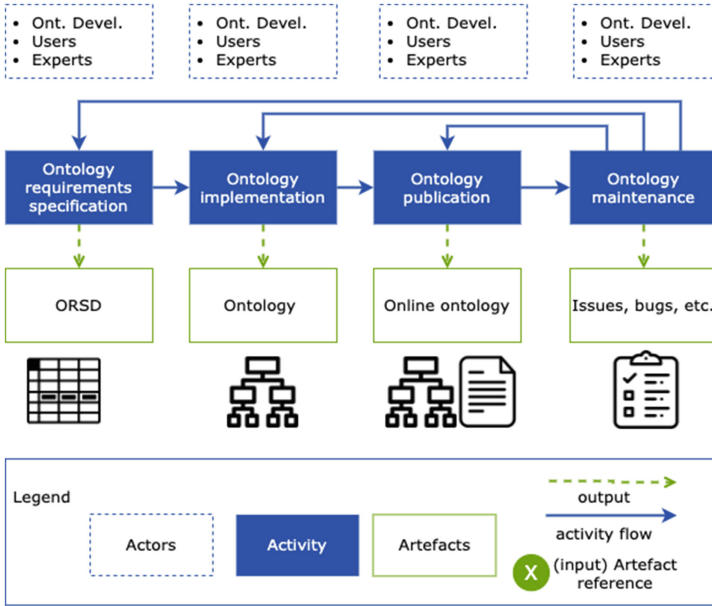 • Ont. Devel.
• Users
• Experts
• Ont. Devel.
• Users
• Experts
• Ont. Devel.
• Users
• Experts
• Ont. Devel.
• Users
• Experts
Ontology
requirements
specification
Ontology
implementation
Ontology
publication
Ontology
maintenance
ORSD
Ontology
Online ontology
Issues, bugs, etc.
Legend
Actors
Activity
Artefacts
output
activity flow
X
(input) Artefact
reference